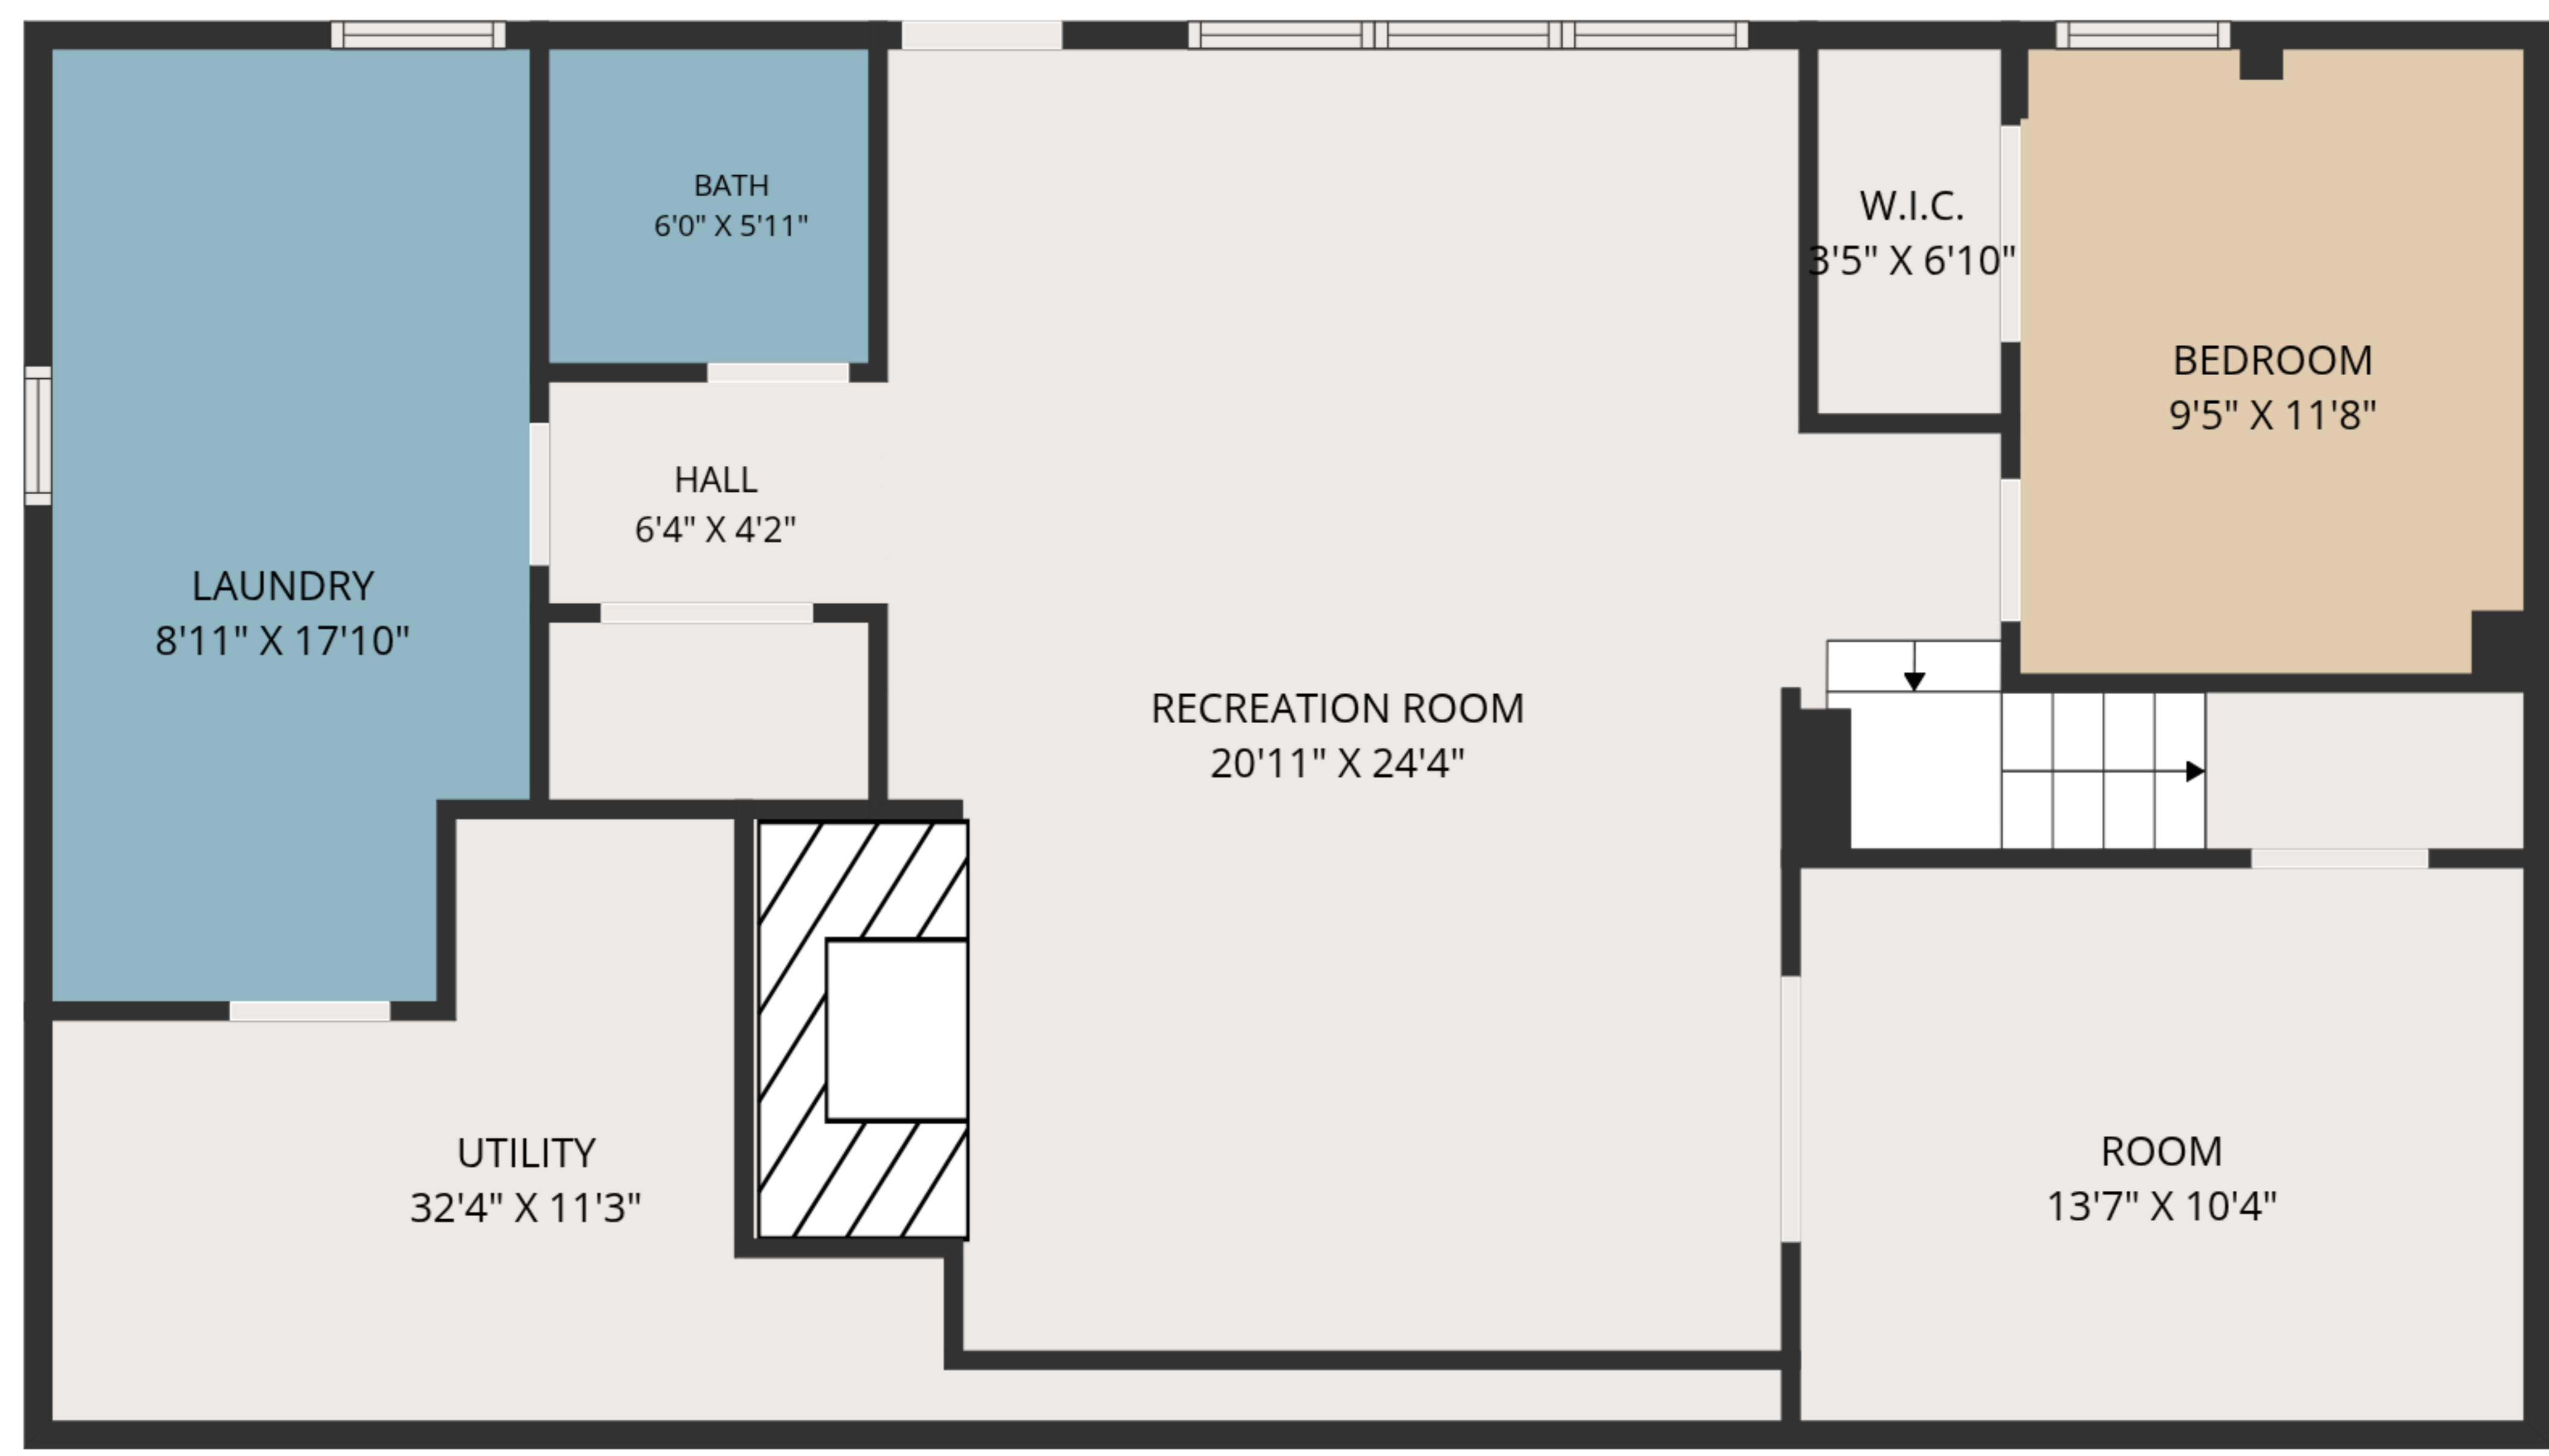 BATH
6'0" X 5'11"
W.I.C.
3'5" X 6'10"
BEDROOM
9'5" X 11'8"
HALL
6'4" X 4'2"
LAUNDRY
8'11" X 17'10"
RECREATION ROOM
20'11" X 24'4"
UTILITY
32'4" X 11'3"
ROOM
13'7" X 10'4"